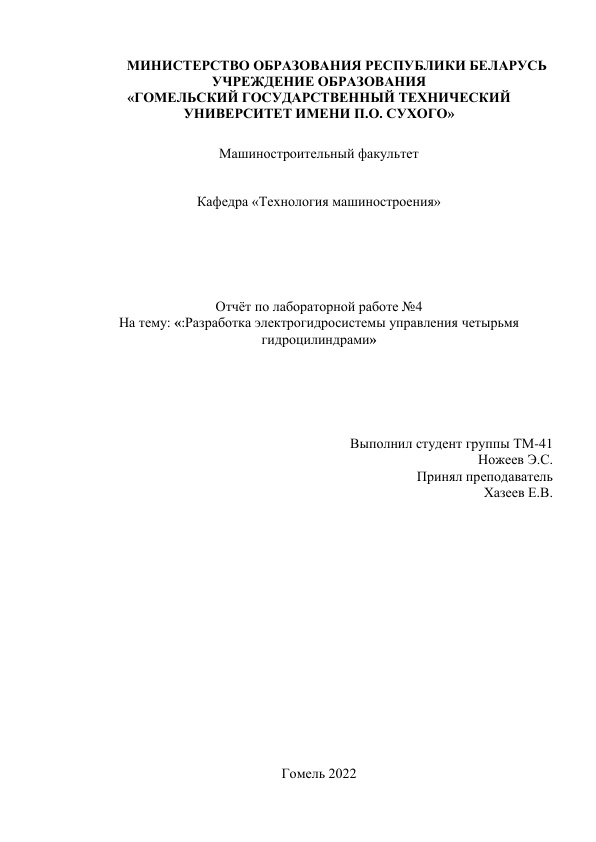 МИНИСТЕРСТВО ОБРАЗОВАНИЯ РЕСПУБЛИКИ БЕЛАРУСЬ
УЧРЕЖДЕНИЕ ОБРАЗОВАНИЯ
«ГОМЕЛЬСКИЙ ГОСУДАРСТВЕННЫЙ ТЕХНИЧЕСКИЙ
УНИВЕРСИТЕТ ИМЕНИ П.О. СУХОГО»
Машиностроительный факультет
Кафедра «Технология машиностроения»
Отчёт по лабораторной работе №4
На тему: «:Разработка электрогидросистемы управления четырьмя
гидроцилиндрами»
Выполнил студент группы ТМ-41
Ножеев Э.С.
Принял преподаватель
Хазеев Е.В.
Гомель 2022